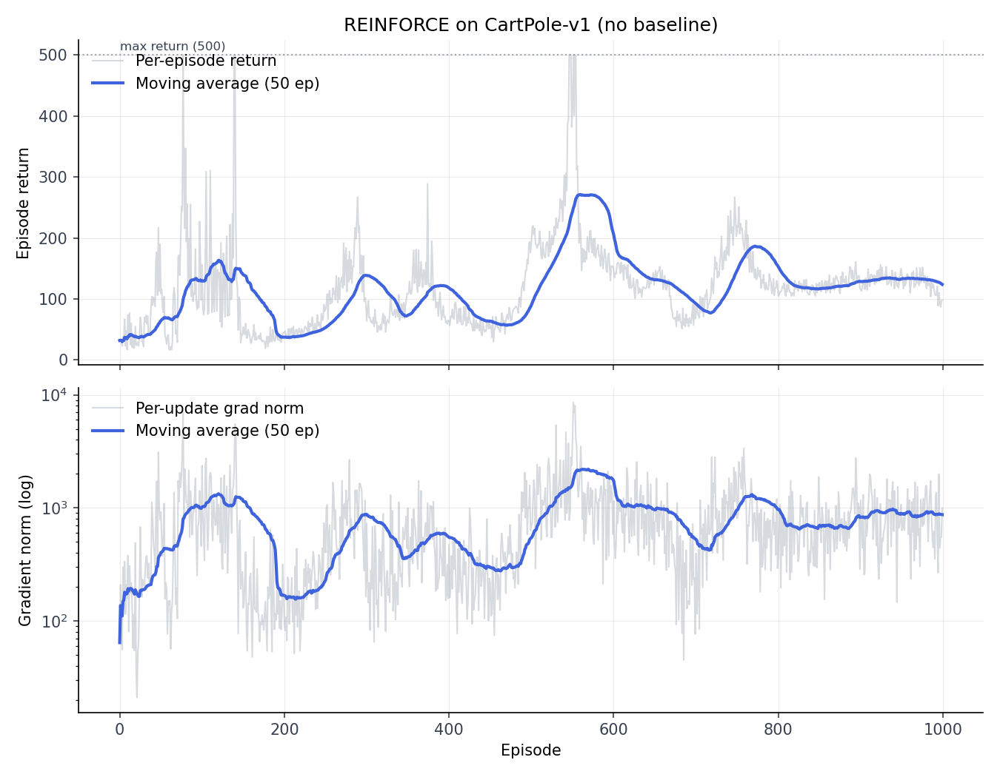 REINFORCE on CartPole-v1 (no baseline)
max return (500)
Per-episode return
Moving average (50 ep)
Episode return
500
400
300
200
100
0
Per-update grad norm
Moving average (50 ep)
Gradient norm (log)
10⁴
10³
10²
0 200 400 600 800 1000
Episode